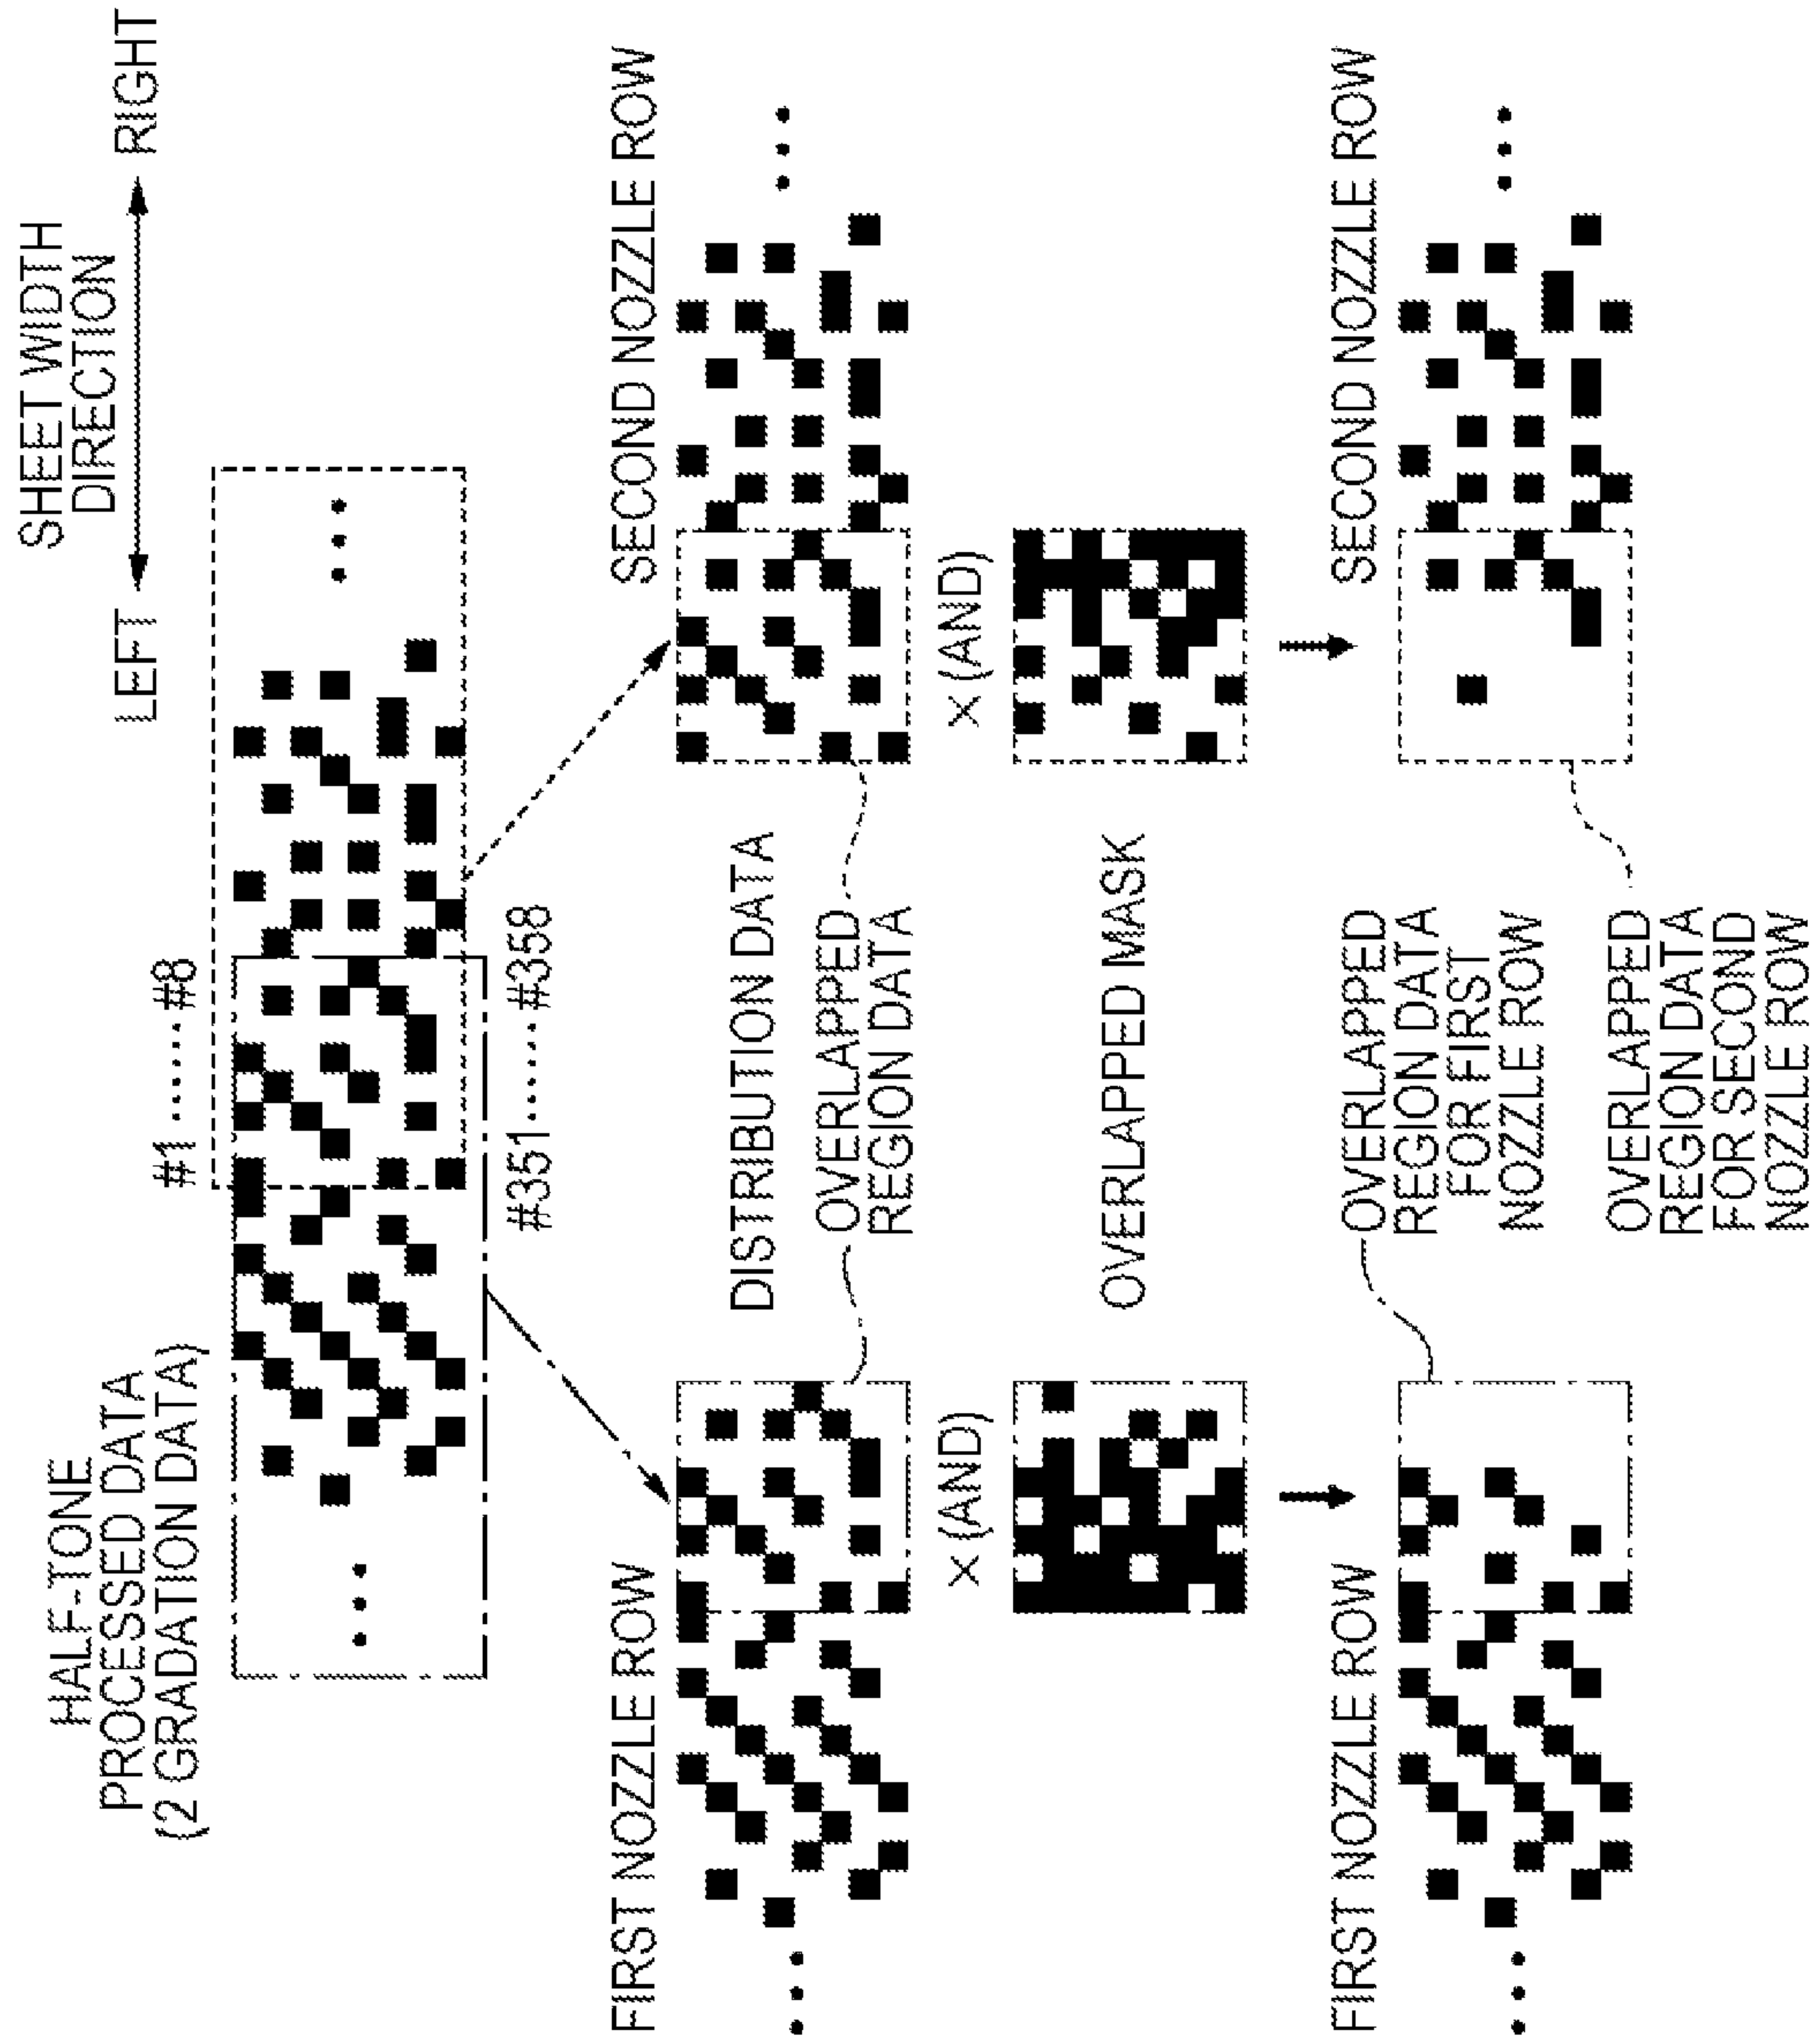 SHEET WIDTH
DIRECTION
LEFT
RIGHT
HALF-TONE
PROCESSED DATA
(2 GRADATION DATA)
#1 ······ #8
#351 ······ #358
FIRST NOZZLE ROW
SECOND NOZZLE ROW
DISTRIBUTION DATA
OVERLAPPED
REGION DATA
× (AND)
× (AND)
OVERLAPPED MASK
FIRST NOZZLE ROW
SECOND NOZZLE ROW
OVERLAPPED
REGION DATA
FOR FIRST
NOZZLE ROW
OVERLAPPED
REGION DATA
FOR SECOND
NOZZLE ROW